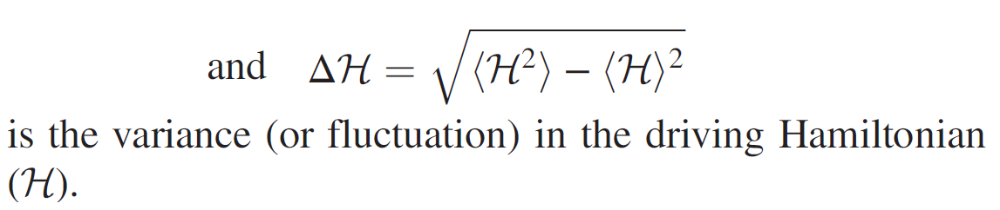 and Δℋ = √⟨ℋ²⟩ − ⟨ℋ⟩²
is the variance (or fluctuation) in the driving Hamiltonian
(ℋ).